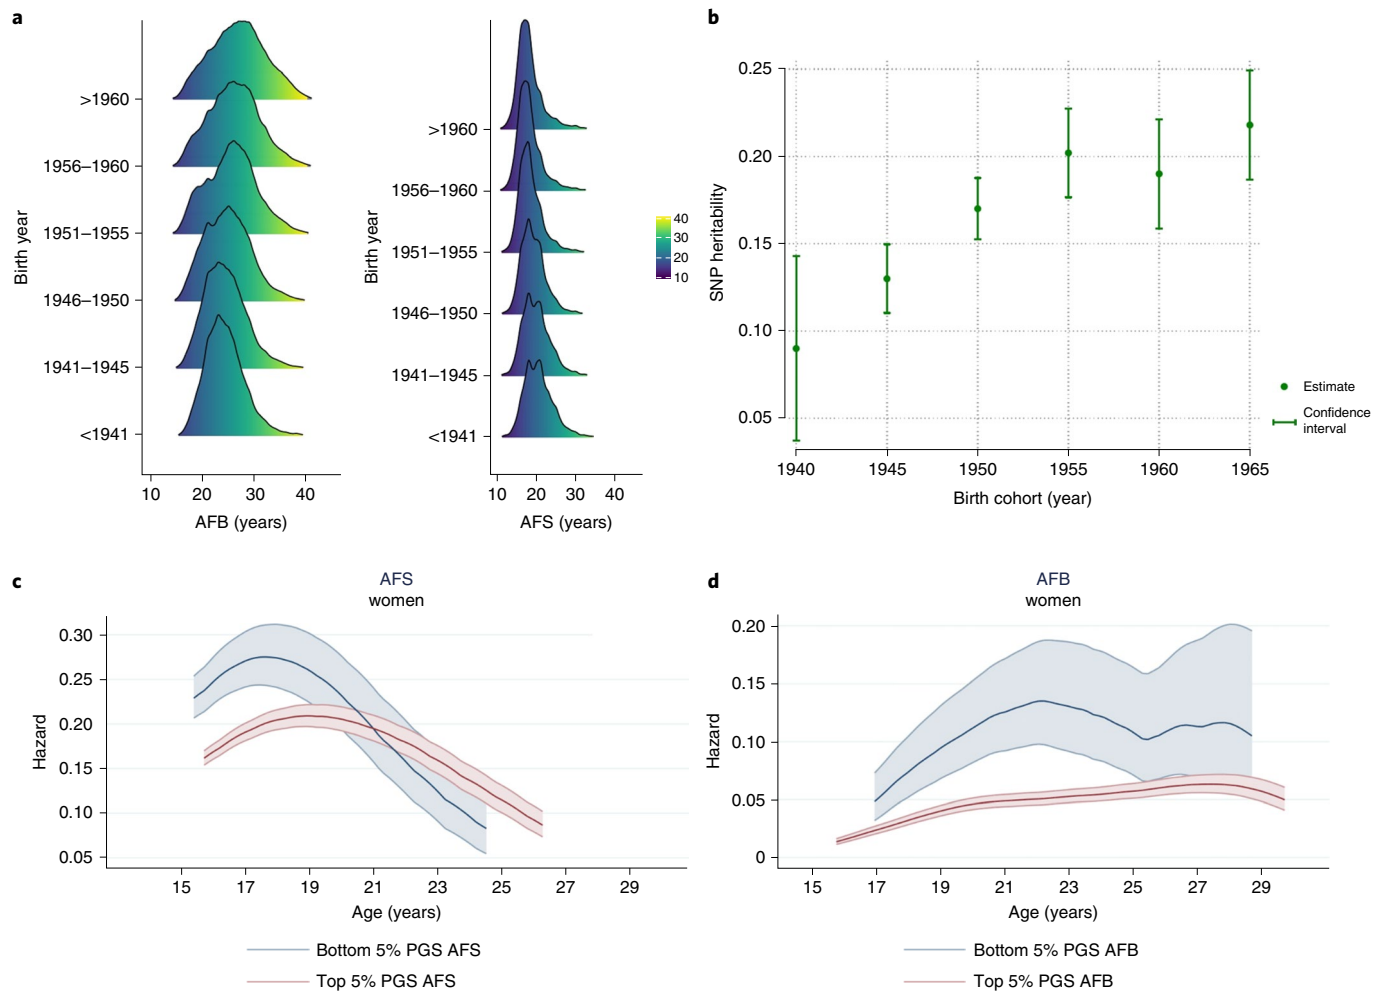 a
Birth year
>1960
1956–1960
1951–1955
1946–1950
1941–1945
<1941
10 20 30 40
AFB (years)
Birth year
>1960
1956–1960
1951–1955
1946–1950
1941–1945
<1941
10 20 30 40
AFS (years)
40
30
20
10
b
SNP heritability
0.25
0.20
0.15
0.10
0.05
1940 1945 1950 1955 1960 1965
Birth cohort (year)
Estimate
Confidence
interval
c
AFS
women
Hazard
0.30
0.25
0.20
0.15
0.10
0.05
15 17 19 21 23 25 27 29
Age (years)
Bottom 5% PGS AFS
Top 5% PGS AFS
d
AFB
women
Hazard
0.20
0.15
0.10
0.05
0
15 17 19 21 23 25 27 29
Age (years)
Bottom 5% PGS AFB
Top 5% PGS AFB